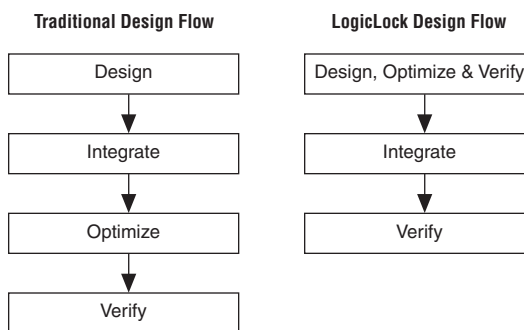 Traditional Design Flow
Design
Integrate
Optimize
Verify
LogicLock Design Flow
Design, Optimize & Verify
Integrate
Verify